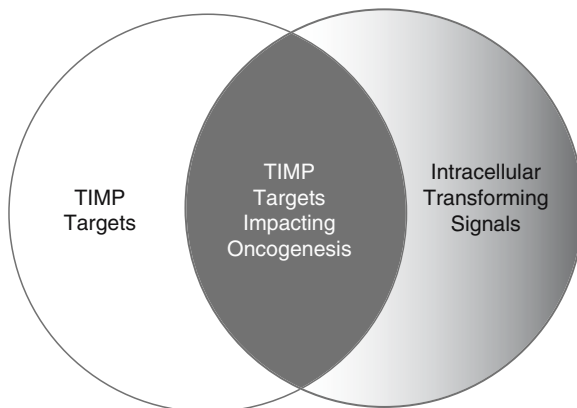 TIMP
Targets
TIMP
Targets
Impacting
Oncogenesis
Intracellular
Transforming
Signals